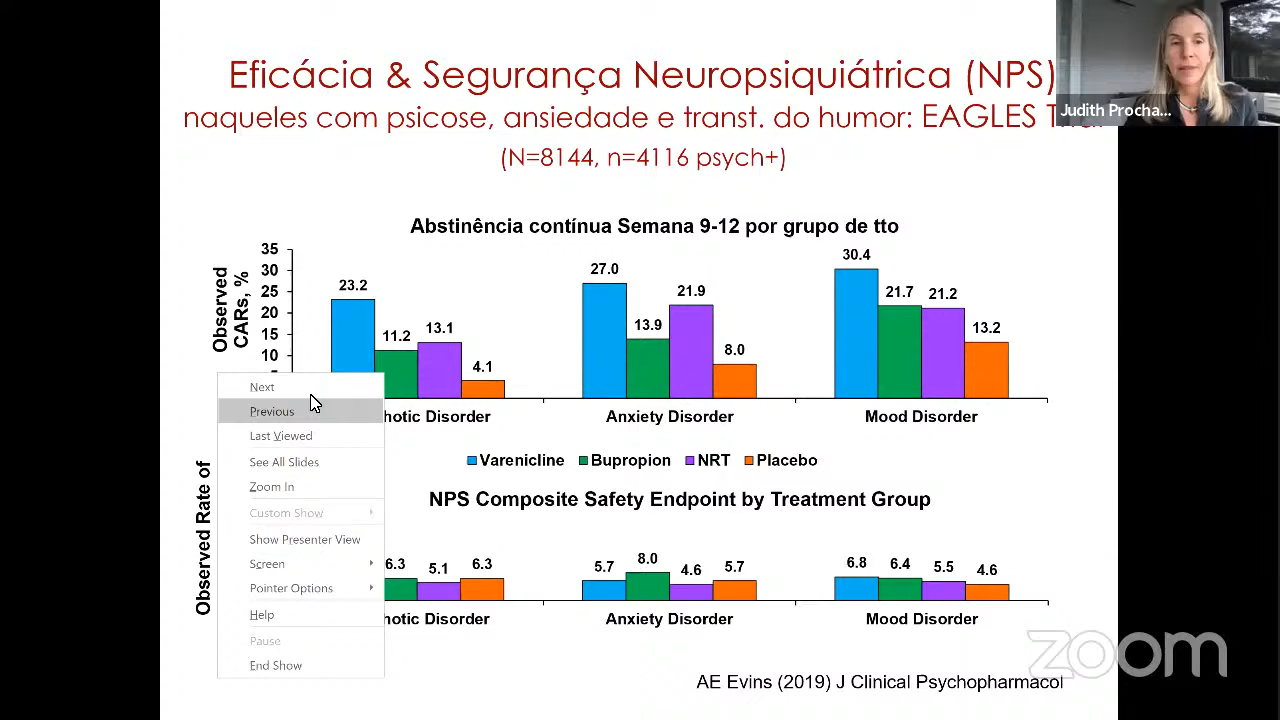 Eficácia & Segurança Neuropsiquiátrica (NPS)
naqueles com psicose, ansiedade e transt. do humor: EAGLES
(N=8144, n=4116 psych+)
Judith Procha...
Abstinência contínua Semana 9-12 por grupo de tto
Observed
CARs, %
35
30
25
20
15
10
23.2
11.2
13.1
4.1
27.0
13.9
21.9
8.0
30.4
21.7
21.2
13.2
Disorder
Anxiety Disorder
Mood Disorder
Varenicline
Bupropion
NRT
Placebo
NPS Composite Safety Endpoint by Treatment Group
Observed Rate of
6.3
5.1
6.3
5.7
8.0
4.6
5.7
6.8
6.4
5.5
4.6
Disorder
Anxiety Disorder
Mood Disorder
Next
Previous
Last Viewed
See All Slides
Zoom In
Custom Show
Show Presenter View
Screen
Pointer Options
Help
Pause
End Show
AE Evins (2019) J Clinical Psychopharmacol
zoom